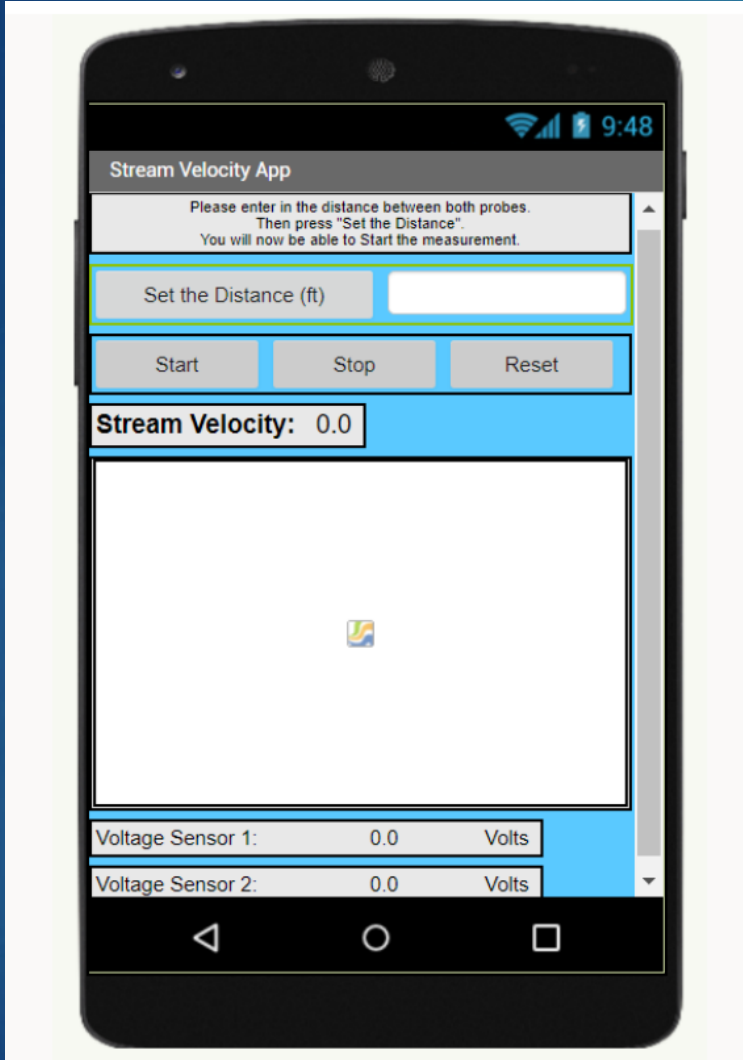 9:48
Stream Velocity App
Please enter in the distance between both probes.
Then press "Set the Distance".
You will now be able to Start the measurement.
Set the Distance (ft)
Start Stop Reset
Stream Velocity: 0.0
Voltage Sensor 1: 0.0 Volts
Voltage Sensor 2: 0.0 Volts